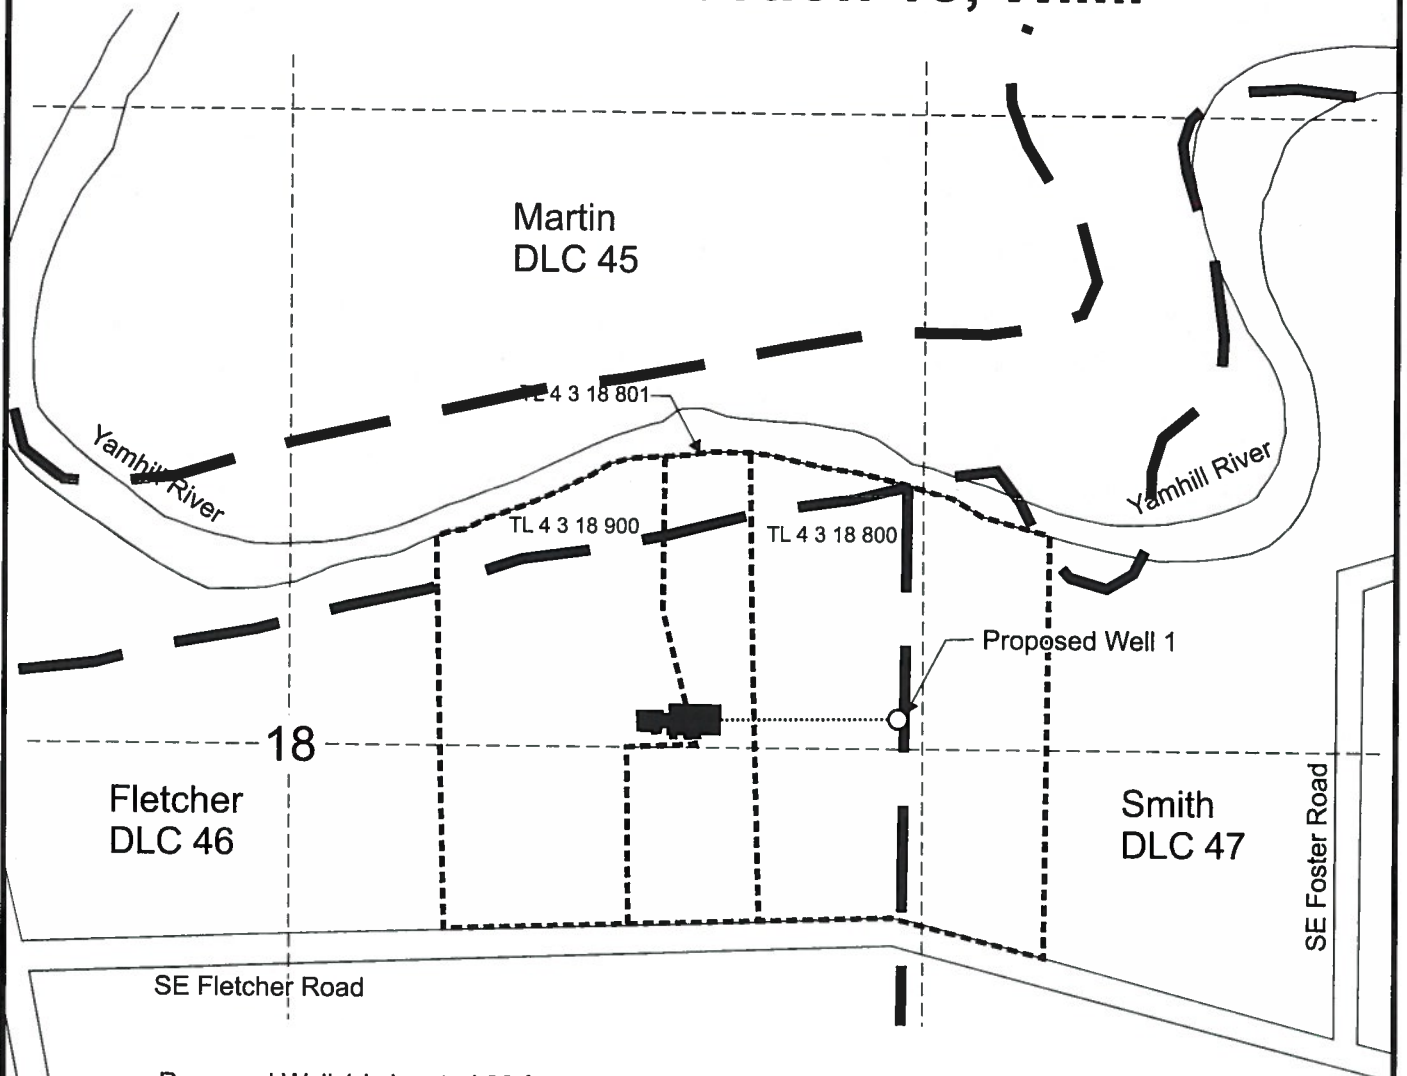 Martin
DLC 45
4 3 18 801
Yamhill River
Yamhill River
TL 4 3 18 900
TL 4 3 18 800
Proposed Well 1
18
Fletcher
DLC 46
Smith
DLC 47
SE Foster Road
SE Fletcher Road